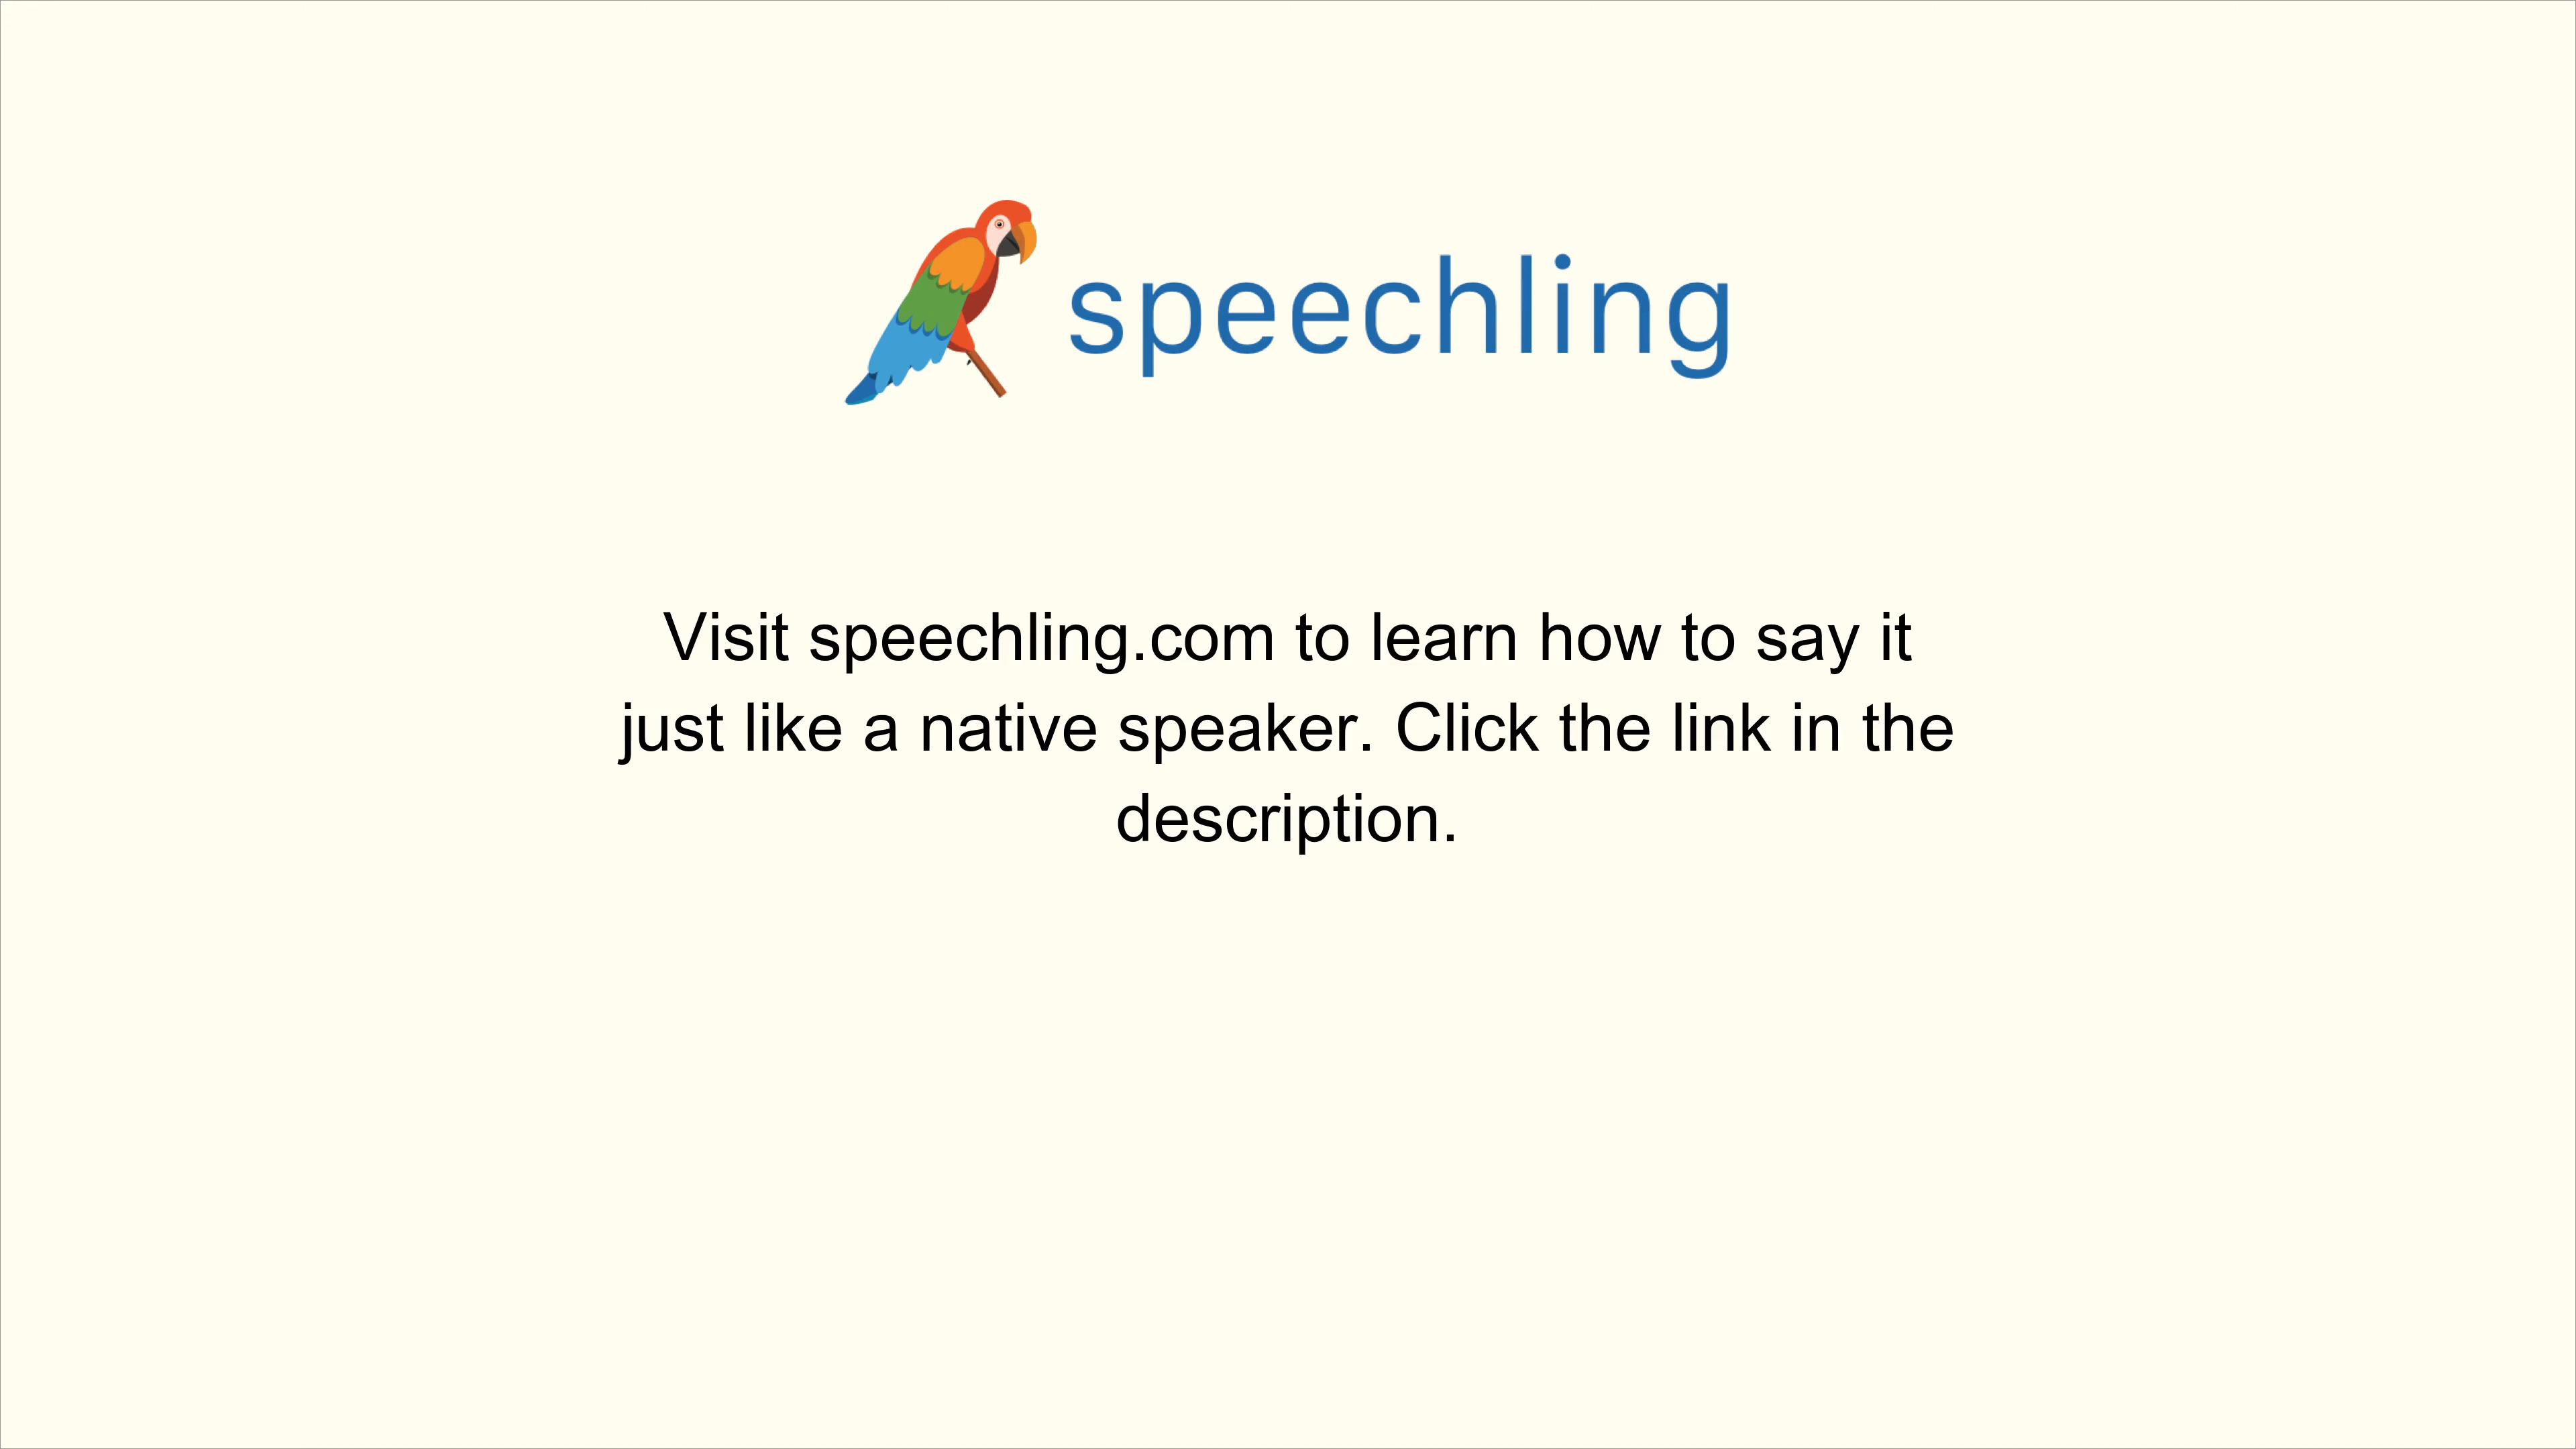 speechling
Visit speechling.com to learn how to say it
just like a native speaker. Click the link in the
description.